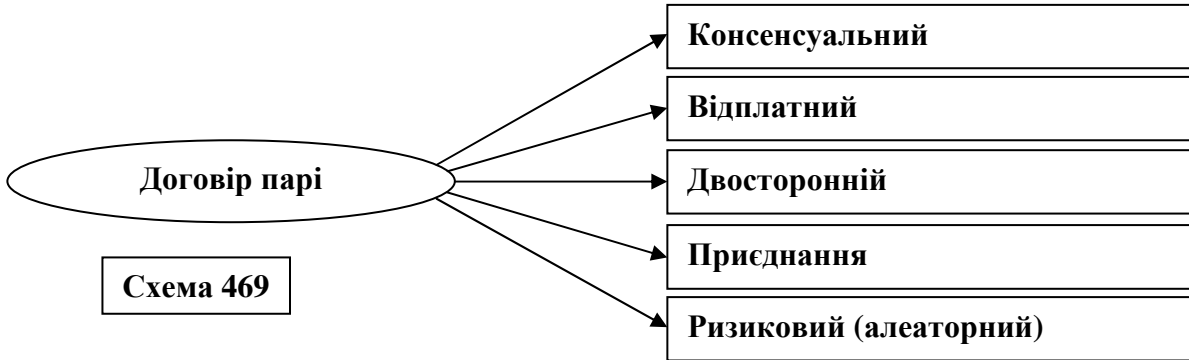 Консенсуальний
Відплатний
Договір парі
Двосторонній
Приєднання
Схема 469
Ризиковий (алеаторний)